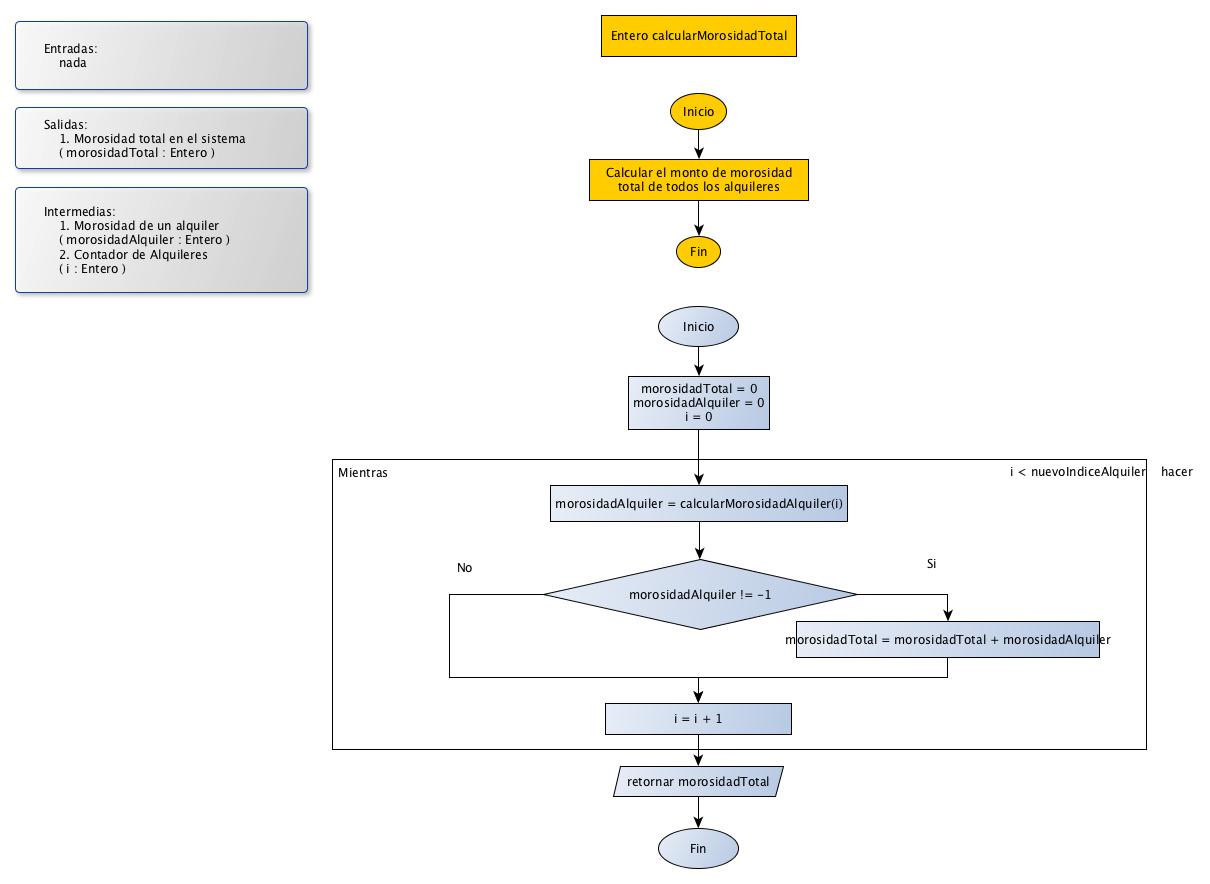 Entradas:
nada
Salidas:
1. Morosidad total en el sistema
( morosidadTotal : Entero )
Intermedias:
1. Morosidad de un alquiler
( morosidadAlquiler : Entero )
2. Contador de Alquileres
( i : Entero )
Entero calcularMorosidadTotal
Inicio
Calcular el monto de morosidad
total de todos los alquileres
Fin
Inicio
morosidadTotal = 0
morosidadAlquiler = 0
i = 0
Mientras
i < nuevoIndiceAlquiler hacer
morosidadAlquiler = calcularMorosidadAlquiler(i)
No
Si
morosidadAlquiler != -1
morosidadTotal = morosidadTotal + morosidadAlquiler
i = i + 1
retornar morosidadTotal
Fin